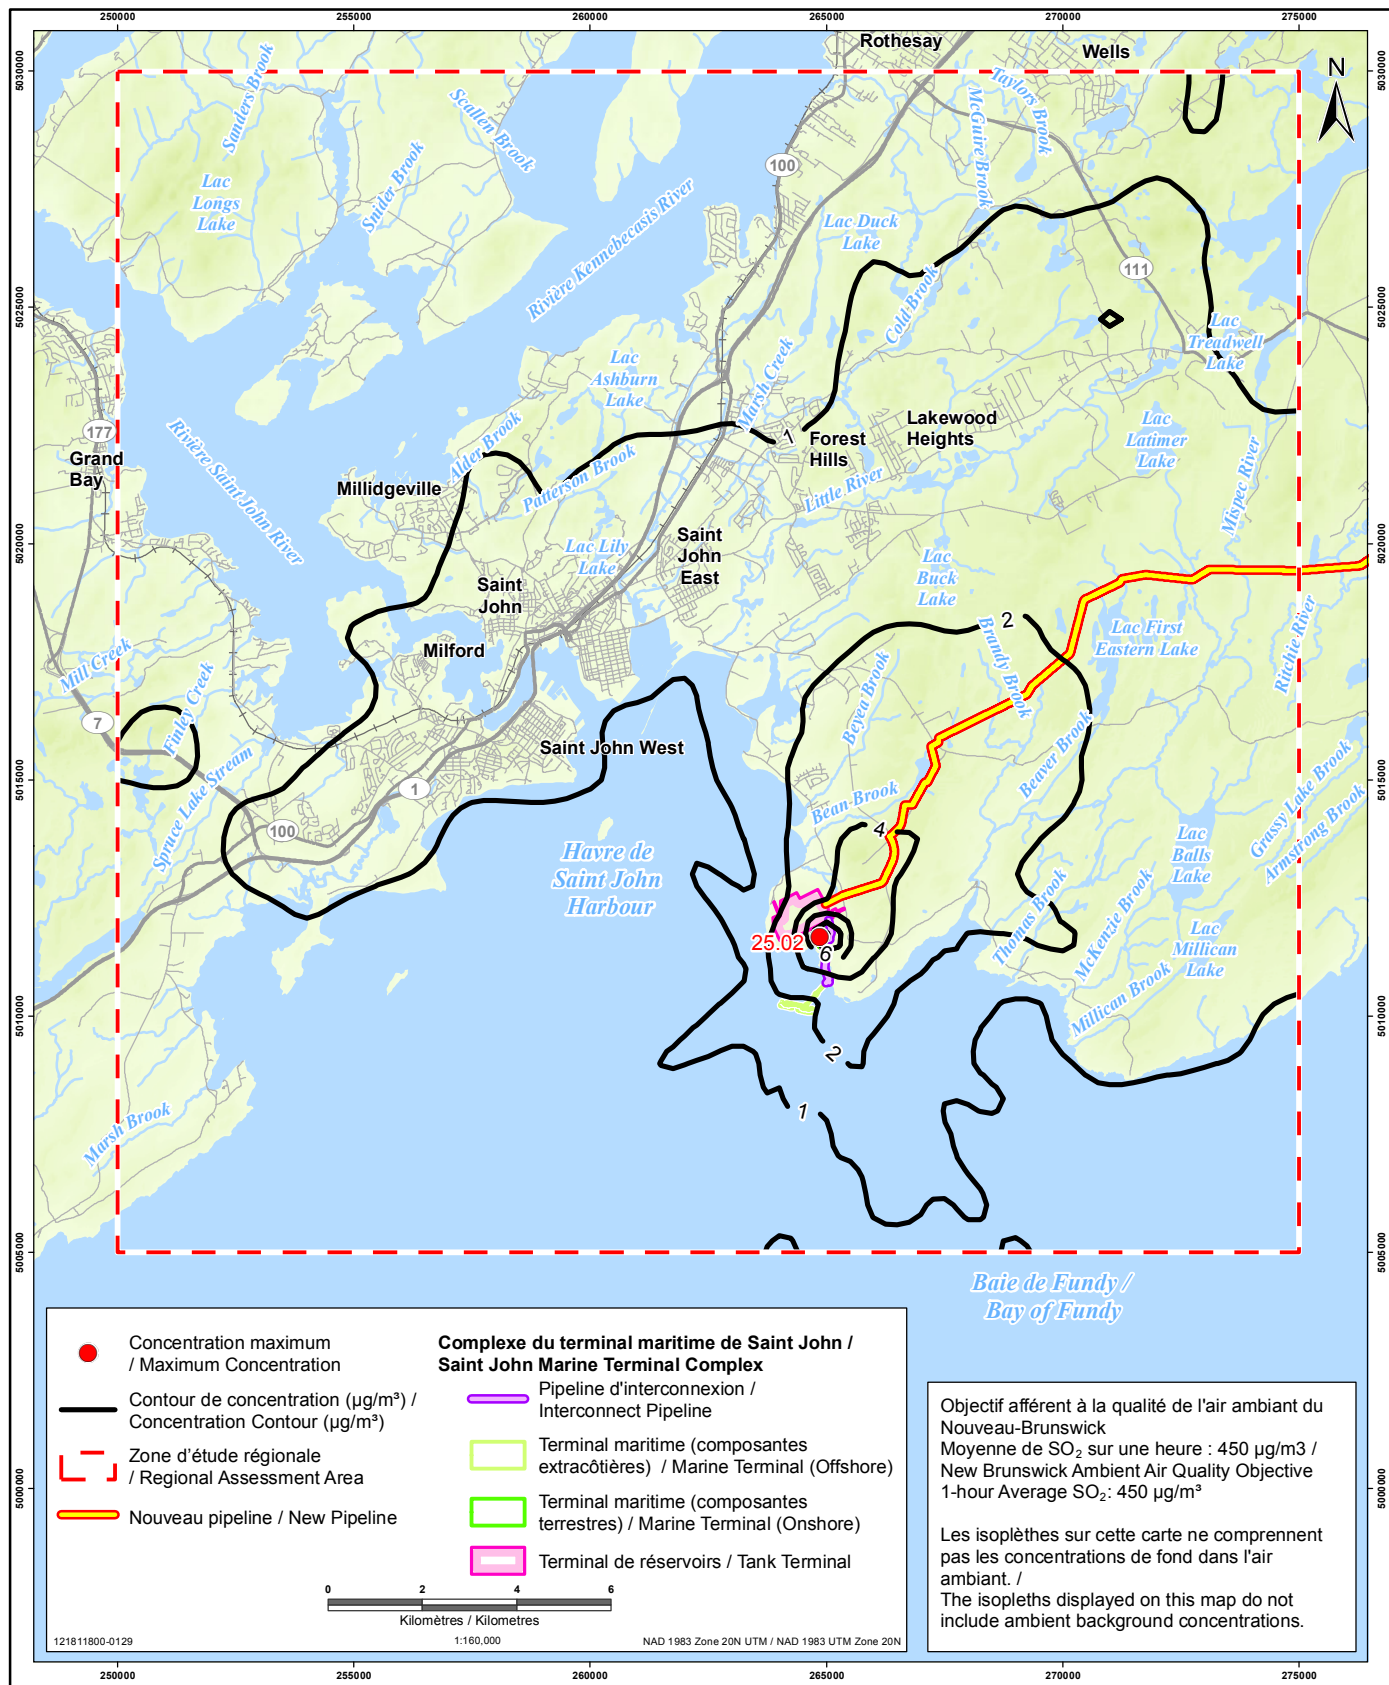 250000 255000 260000 265000 270000 275000
5030000
5025000
5020000
5015000
5010000
5005000
5000000
5030000
5025000
5020000
5015000
5010000
5005000
5000000
Rothesay
Wells
N
Sanders Brook
Scallen Brook
Taylors Brook
McGuire Brook
100
Lac
Longs
Lake
Snider Brook
Rivière Kennebecasis River
Lac Duck
Lake
111
Cold Brook
Lac
Treadwell
Lake
Lac
Ashburn
Lake
Marsh Creek
177
Grand
Bay
Rivière Saint John River
Alder Brook
Patterson Brook
1
Forest
Hills
Lakewood
Heights
Lac
Latimer
Lake
Millidgeville
Little River
Mispec River
Saint
John
East
Lac Lily
Lake
Lac
Buck
Lake
Saint
John
Milford
2
Brandy Brook
Lac First
Eastern Lake
Ritchie River
Mill Creek
Finley Creek
7
Beyea Brook
Saint John West
Beaver Brook
Spruce Lake Stream
1
100
Bean-Brook
4
Grassy Lake Brook
Armstrong Brook
Lac
Balls
Lake
Havre de
Saint John
Harbour
Thomas Brook
McKenzie Brook
25.02
6
Lac
Millican
Lake
Millican Brook
2
1
Marsh Brook
Baie de Fundy /
Bay of Fundy
Concentration maximum
/ Maximum Concentration
Contour de concentration (µg/m³) /
Concentration Contour (µg/m³)
Zone d'étude régionale
/ Regional Assessment Area
Nouveau pipeline / New Pipeline
Complexe du terminal maritime de Saint John /
Saint John Marine Terminal Complex
Pipeline d'interconnexion /
Interconnect Pipeline
Terminal maritime (composantes
extracôtières) / Marine Terminal (Offshore)
Terminal maritime (composantes
terrestres) / Marine Terminal (Onshore)
Terminal de réservoirs / Tank Terminal
0 2 4 6
Kilomètres / Kilometres
121811800-0129
1:160,000
NAD 1983 Zone 20N UTM / NAD 1983 UTM Zone 20N
Objectif afférent à la qualité de l'air ambiant du
Nouveau-Brunswick
Moyenne de SO₂ sur une heure : 450 µg/m3 /
New Brunswick Ambient Air Quality Objective
1-hour Average SO₂: 450 µg/m³
Les isoplèthes sur cette carte ne comprennent
pas les concentrations de fond dans l'air
ambiant. /
The isopleths displayed on this map do not
include ambient background concentrations.
250000 255000 260000 265000 270000 275000